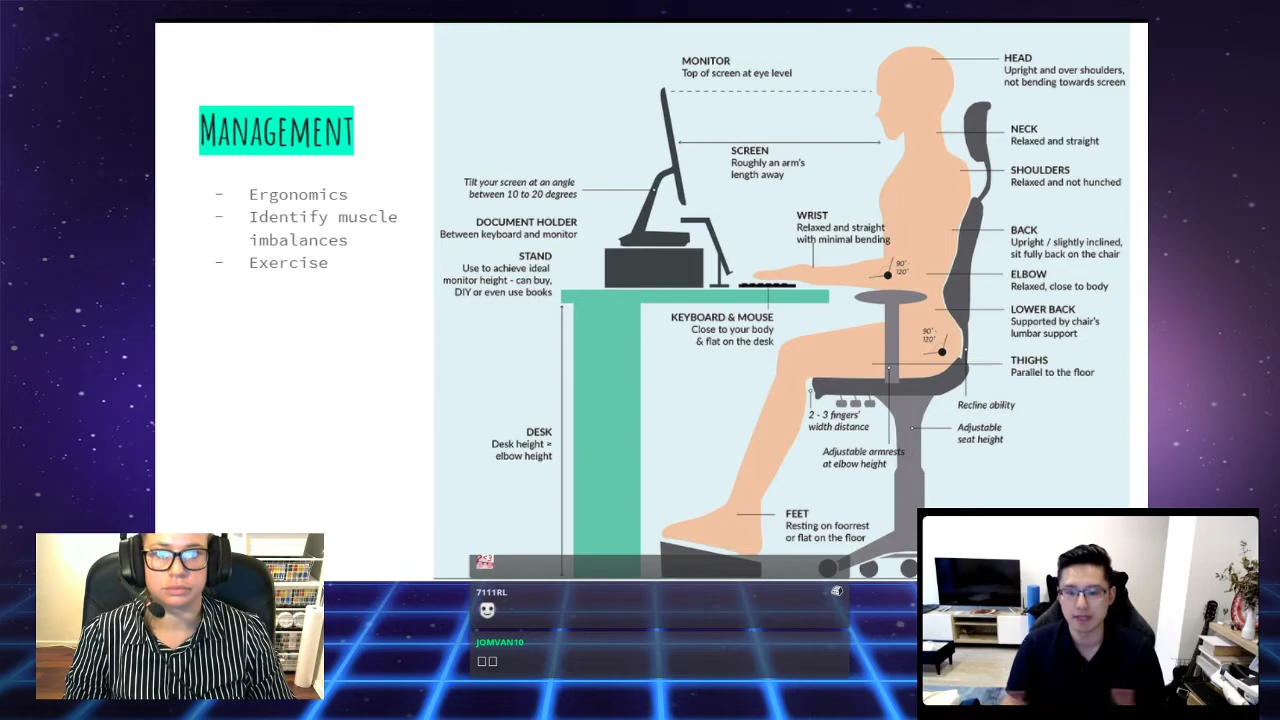 MANAGEMENT
- Ergonomics
- Identify muscle
imbalances
- Exercise
MONITOR
Top of screen at eye level
HEAD
Upright and over shoulders,
not bending towards screen
NECK
Relaxed and straight
SCREEN
Roughly an arm's
length away
SHOULDERS
Relaxed and not hunched
Tilt your screen at an angle
between 10 to 20 degrees
DOCUMENT HOLDER
Between keyboard and monitor
WRIST
Relaxed and straight
with minimal bending
BACK
Upright / slightly inclined,
sit fully back on the chair
STAND
Use to achieve ideal
monitor height - can buy,
DIY or even use books
90° -
120°
ELBOW
Relaxed, close to body
KEYBOARD & MOUSE
Close to your body
& flat on the desk
LOWER BACK
Supported by chair's
lumbar support
90° -
120°
THIGHS
Parallel to the floor
2 - 3 fingers'
width distance
Recline ability
Adjustable
seat height
DESK
Desk height =
elbow height
Adjustable armrests
at elbow height
FEET
Resting on foorrest
or flat on the floor
7111RL
JOMVAN10